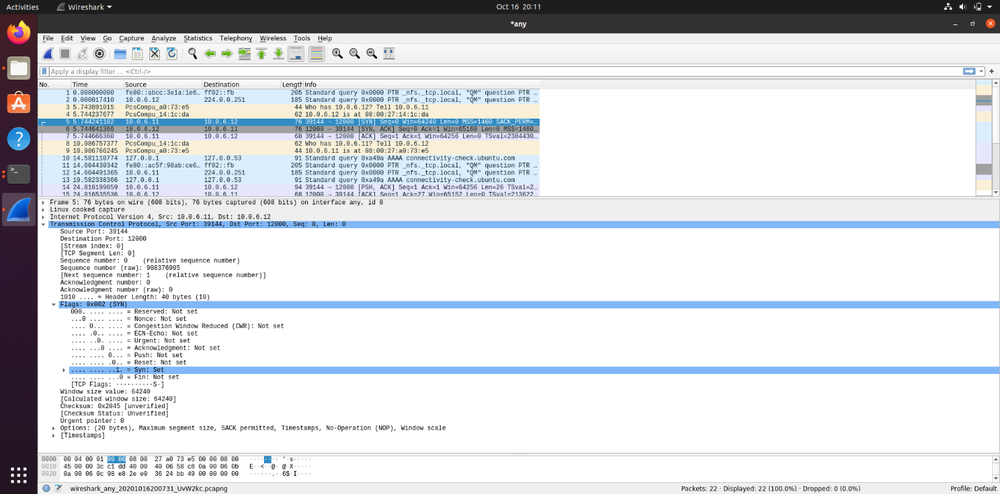 Activities Wireshark Oct 16 20:11
*any
File Edit View Go Capture Analyze Statistics Telephony Wireless Tools Help
Apply a display filter ... <Ctrl-/>
No. Time Source Destination Length Info
1 0.000000000 fe80::abcc:3e1a:1e6… ff02::fb 205 Standard query 0x0000 PTR _nfs._tcp.local, "QM" question PTR …
2 0.000017410 10.0.6.12 224.0.0.251 185 Standard query 0x0000 PTR _nfs._tcp.local, "QM" question PTR …
3 5.743891015 PcsCompu_a0:73:e5 44 Who has 10.0.6.12? Tell 10.0.6.11
4 5.744237677 PcsCompu_14:1c:da 62 10.0.6.12 is at 08:00:27:14:1c:da
5 5.744241102 10.0.6.11 10.0.6.12 76 39144 → 12000 [SYN] Seq=0 Win=64240 Len=0 MSS=1460 SACK_PERM=…
6 5.744641366 10.0.6.12 10.0.6.11 76 12000 → 39144 [SYN, ACK] Seq=0 Ack=1 Win=65160 Len=0 MSS=1460…
7 5.744666360 10.0.6.11 10.0.6.12 68 39144 → 12000 [ACK] Seq=1 Ack=1 Win=64256 Len=0 TSval=2384430…
8 10.986757377 PcsCompu_14:1c:da 62 Who has 10.0.6.11? Tell 10.0.6.12
9 10.986766245 PcsCompu_a0:73:e5 44 10.0.6.11 is at 08:00:27:a0:73:e5
10 14.581110774 127.0.0.1 127.0.0.53 91 Standard query 0xa49a AAAA connectivity-check.ubuntu.com
11 14.604430342 fe80::ac5f:98ab:ce6… ff02::fb 205 Standard query 0x0000 PTR _nfs._tcp.local, "QM" question PTR …
12 14.604491365 10.0.6.11 224.0.0.251 185 Standard query 0x0000 PTR _nfs._tcp.local, "QM" question PTR …
13 19.582338366 127.0.0.1 127.0.0.53 91 Standard query 0xa49a AAAA connectivity-check.ubuntu.com
14 24.816199059 10.0.6.11 10.0.6.12 94 39144 → 12000 [PSH, ACK] Seq=1 Ack=1 Win=64256 Len=26 TSval=2…
15 24.816535536 10.0.6.12 10.0.6.11 68 12000 → 39144 [ACK] Seq=1 Ack=27 Win=65152 Len=0 TSval=213622…
Frame 5: 76 bytes on wire (608 bits), 76 bytes captured (608 bits) on interface any, id 0
Linux cooked capture
Internet Protocol Version 4, Src: 10.0.6.11, Dst: 10.0.6.12
Transmission Control Protocol, Src Port: 39144, Dst Port: 12000, Seq: 0, Len: 0
Source Port: 39144
Destination Port: 12000
[Stream index: 0]
[TCP Segment Len: 0]
Sequence number: 0 (relative sequence number)
Sequence number (raw): 908376905
[Next sequence number: 1 (relative sequence number)]
Acknowledgment number: 0
Acknowledgment number (raw): 0
1010 .... = Header Length: 40 bytes (10)
Flags: 0x002 (SYN)
000. .... .... = Reserved: Not set
...0 .... .... = Nonce: Not set
.... 0... .... = Congestion Window Reduced (CWR): Not set
.... .0.. .... = ECN-Echo: Not set
.... ..0. .... = Urgent: Not set
.... ...0 .... = Acknowledgment: Not set
.... .... 0... = Push: Not set
.... .... .0.. = Reset: Not set
.... .... ..1. = Syn: Set
.... .... ...0 = Fin: Not set
[TCP Flags: ··········S·]
Window size value: 64240
[Calculated window size: 64240]
Checksum: 0x2045 [unverified]
[Checksum Status: Unverified]
Urgent pointer: 0
Options: (20 bytes), Maximum segment size, SACK permitted, Timestamps, No-Operation (NOP), Window scale
[Timestamps]
0000 00 04 00 01 00 06 08 00 27 a0 73 e5 00 00 08 00 ········ '·s·····
0010 45 00 00 3c c1 dd 40 00 40 06 58 c8 0a 00 06 0b E··<··@· @·X·····
0020 0a 00 06 0c 98 e8 2e e0 36 24 bb 49 00 00 00 00 ······.· 6$·I····
wireshark_any_20201016200731_UvW2kc.pcapng Packets: 22 · Displayed: 22 (100.0%) · Dropped: 0 (0.0%) Profile: Default